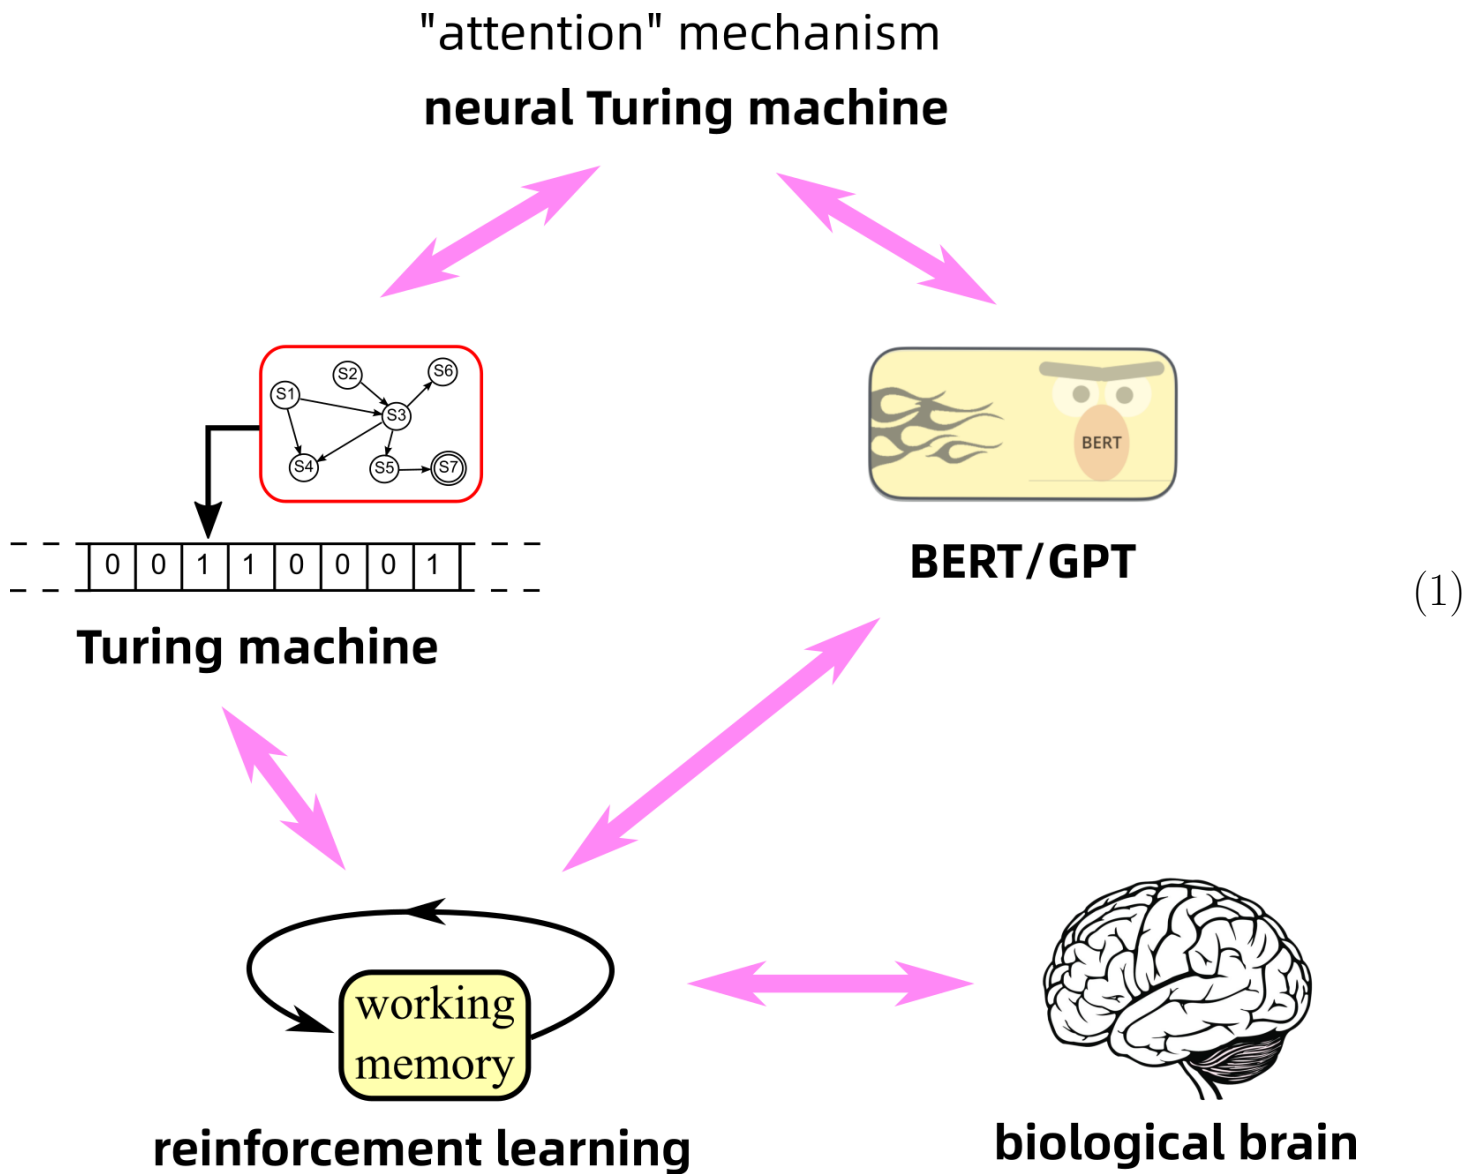 "attention" mechanism
neural Turing machine
S1
S2
S6
S3
S4
S5
S7
BERT
0 0 1 1 0 0 0 1
BERT/GPT
(1)
Turing machine
working
memory
reinforcement learning
biological brain